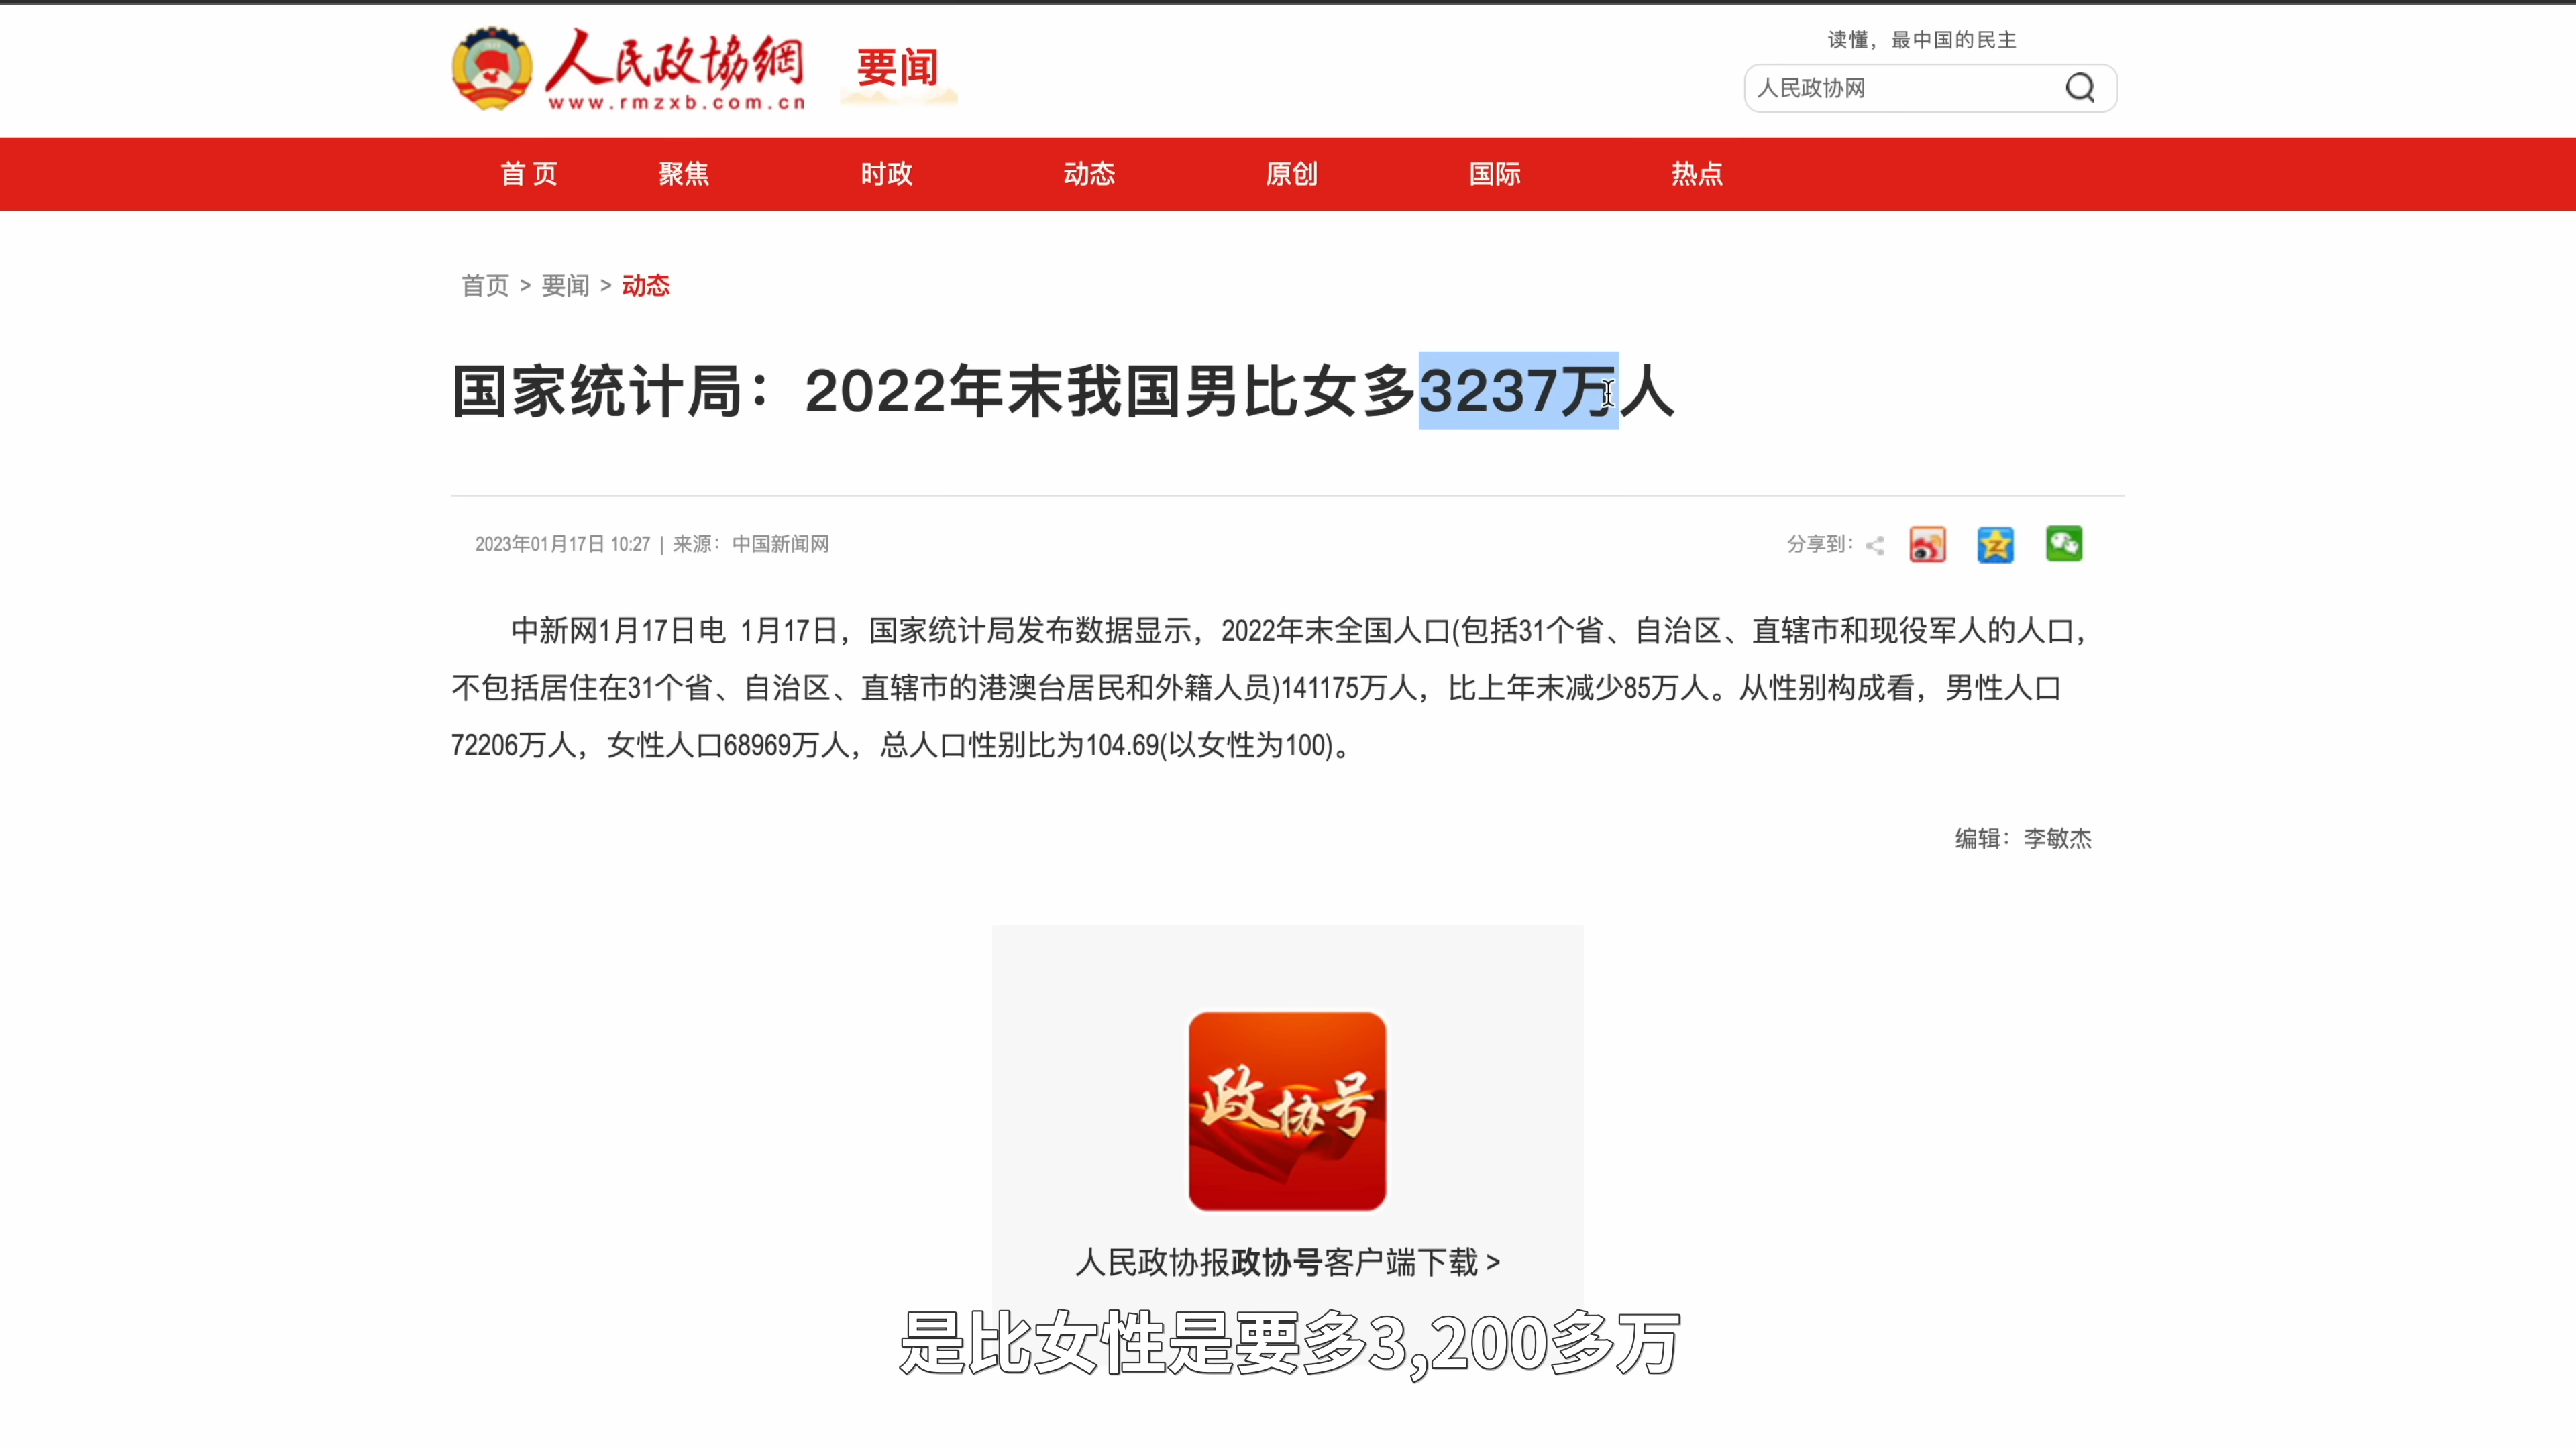 人民政协網
www.rmzxb.com.cn
要闻
读懂，最中国的民主
人民政协网
首 页 聚焦 时政 动态 原创 国际 热点
首页 > 要闻 > 动态
国家统计局：2022年末我国男比女多3237万人
2023年01月17日 10:27 | 来源：中国新闻网
分享到：
中新网1月17日电 1月17日，国家统计局发布数据显示，2022年末全国人口(包括31个省、自治区、直辖市和现役军人的人口，
不包括居住在31个省、自治区、直辖市的港澳台居民和外籍人员)141175万人，比上年末减少85万人。从性别构成看，男性人口
72206万人，女性人口68969万人，总人口性别比为104.69(以女性为100)。
编辑：李敏杰
政协号
人民政协报政协号客户端下载 >
是比女性是要多3,200多万